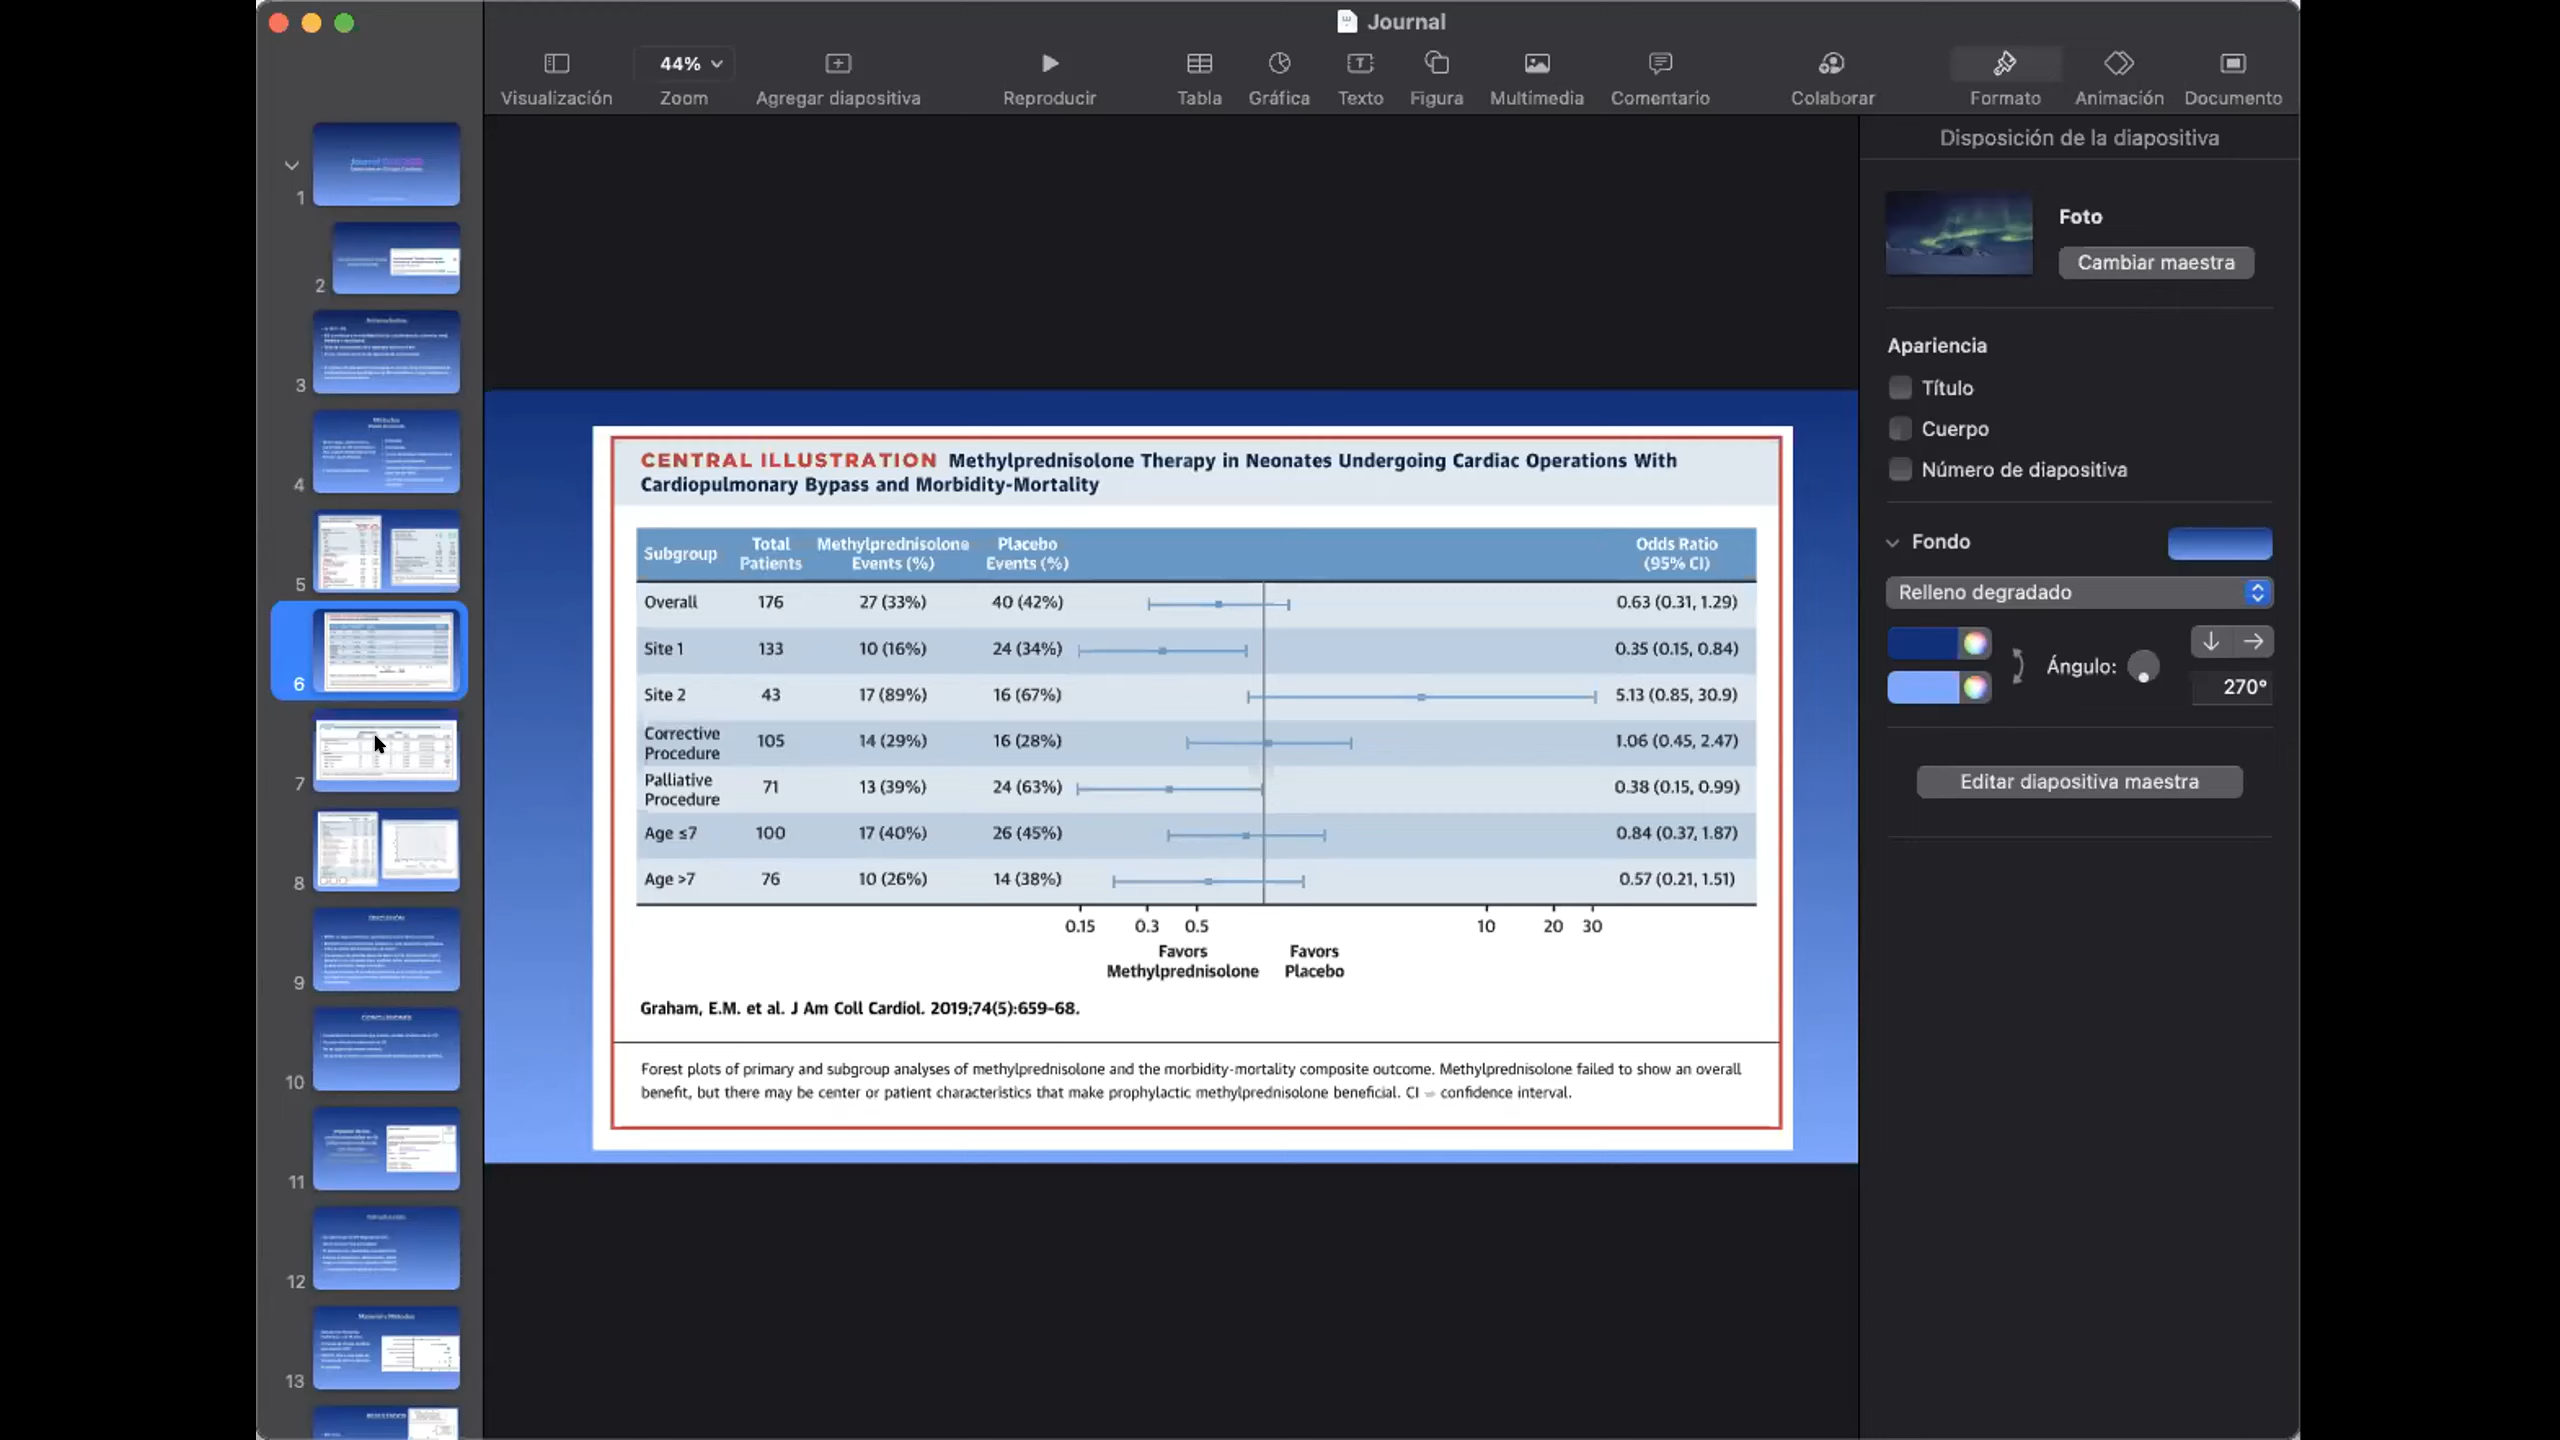 Journal
44%
Visualización Zoom Agregar diapositiva Reproducir Tabla Gráfica Texto Figura Multimedia Comentario Colaborar Formato Animación Documento
1
2
3
4
5
6
7
8
9
10
11
12
13
CONCLUSIONES
CENTRAL ILLUSTRATION Methylprednisolone Therapy in Neonates Undergoing Cardiac Operations With
Cardiopulmonary Bypass and Morbidity-Mortality
Subgroup Total Patients Methylprednisolone Events (%) Placebo Events (%) Odds Ratio (95% CI)
Overall 176 27 (33%) 40 (42%) 0.63 (0.31, 1.29)
Site 1 133 10 (16%) 24 (34%) 0.35 (0.15, 0.84)
Site 2 43 17 (89%) 16 (67%) 5.13 (0.85, 30.9)
Corrective Procedure 105 14 (29%) 16 (28%) 1.06 (0.45, 2.47)
Palliative Procedure 71 13 (39%) 24 (63%) 0.38 (0.15, 0.99)
Age ≤7 100 17 (40%) 26 (45%) 0.84 (0.37, 1.87)
Age >7 76 10 (26%) 14 (38%) 0.57 (0.21, 1.51)
0.15 0.3 0.5 10 20 30
Favors Methylprednisolone Favors Placebo
Graham, E.M. et al. J Am Coll Cardiol. 2019;74(5):659–68.
Forest plots of primary and subgroup analyses of methylprednisolone and the morbidity-mortality composite outcome. Methylprednisolone failed to show an overall
benefit, but there may be center or patient characteristics that make prophylactic methylprednisolone beneficial. CI = confidence interval.
Disposición de la diapositiva
Foto
Cambiar maestra
Apariencia
Título
Cuerpo
Número de diapositiva
Fondo
Relleno degradado
Ángulo:
270°
Editar diapositiva maestra